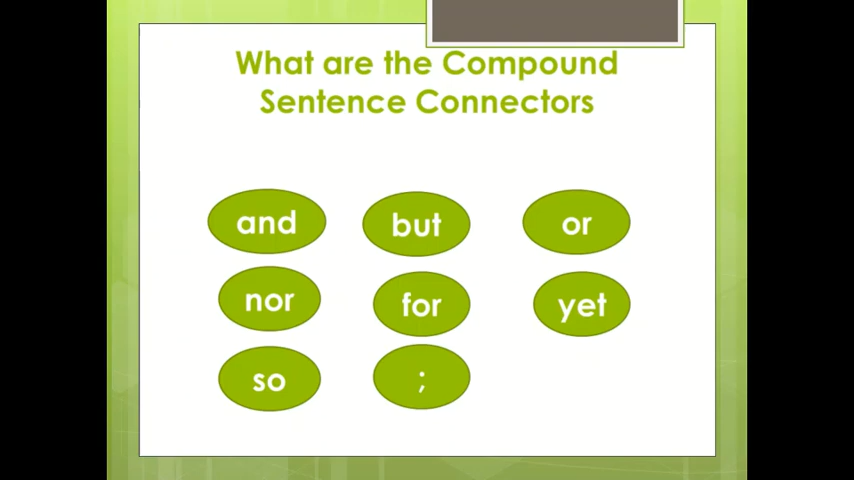 What are the Compound
Sentence Connectors
and but or
nor for yet
so ;